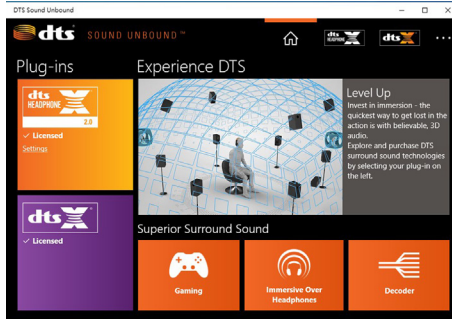 DTS Sound Unbound
dts SOUND UNBOUND™
dts HEADPHONE X
dts X
Plug-ins
dts
HEADPHONE X
2.0
✓ Licensed
Settings
dts X
✓ Licensed
Experience DTS
Level Up
Invest in immersion - the
quickest way to get lost in the
action is with believable, 3D
audio.
Explore and purchase DTS
surround sound technologies
by selecting your plug-in on
the left.
Superior Surround Sound
Gaming
Immersive Over
Headphones
Decoder